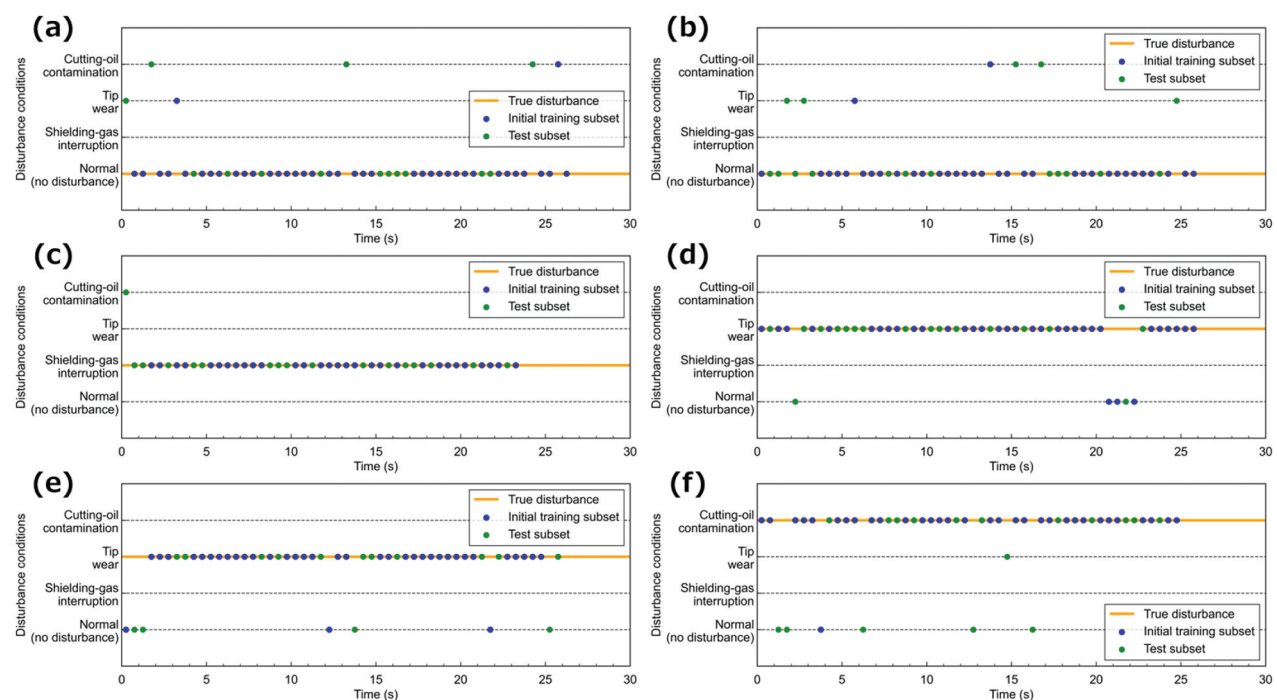 (a)
Disturbance conditions
Cutting-oil
contamination
Tip
wear
Shielding-gas
interruption
Normal
(no disturbance)
True disturbance
Initial training subset
Test subset
0 5 10 15 20 25 30
Time (s)
(b)
Disturbance conditions
Cutting-oil
contamination
Tip
wear
Shielding-gas
interruption
Normal
(no disturbance)
True disturbance
Initial training subset
Test subset
0 5 10 15 20 25 30
Time (s)
(c)
Disturbance conditions
Cutting-oil
contamination
Tip
wear
Shielding-gas
interruption
Normal
(no disturbance)
True disturbance
Initial training subset
Test subset
0 5 10 15 20 25 30
Time (s)
(d)
Disturbance conditions
Cutting-oil
contamination
Tip
wear
Shielding-gas
interruption
Normal
(no disturbance)
True disturbance
Initial training subset
Test subset
0 5 10 15 20 25 30
Time (s)
(e)
Disturbance conditions
Cutting-oil
contamination
Tip
wear
Shielding-gas
interruption
Normal
(no disturbance)
True disturbance
Initial training subset
Test subset
0 5 10 15 20 25 30
Time (s)
(f)
Disturbance conditions
Cutting-oil
contamination
Tip
wear
Shielding-gas
interruption
Normal
(no disturbance)
True disturbance
Initial training subset
Test subset
0 5 10 15 20 25 30
Time (s)